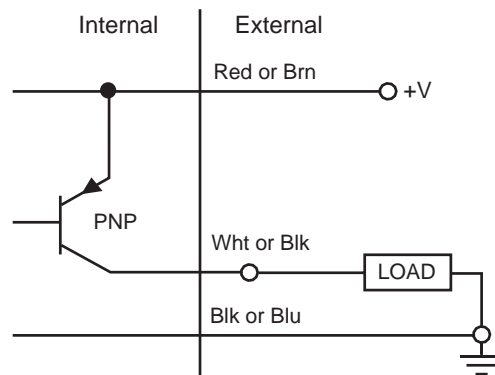 Internal
External
Red or Brn
+V
PNP
Wht or Blk
LOAD
Blk or Blu